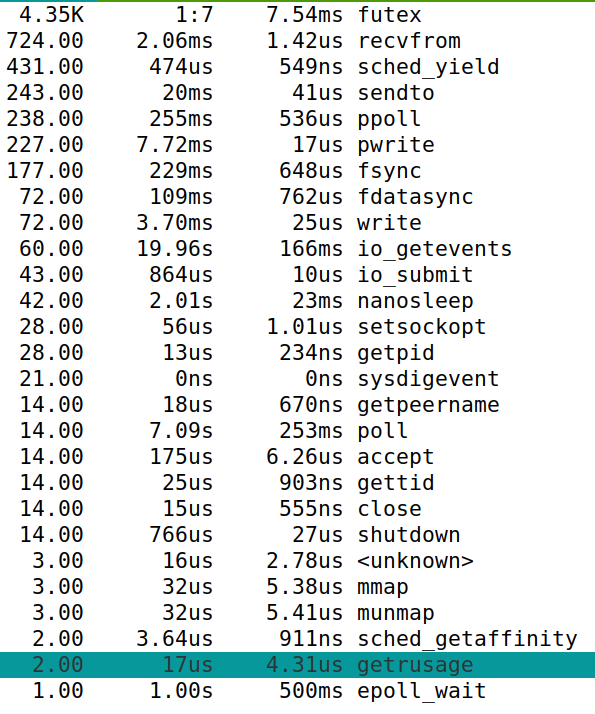 4.35K 1:7 7.54ms futex
724.00 2.06ms 1.42us recvfrom
431.00 474us 549ns sched_yield
243.00 20ms 41us sendto
238.00 255ms 536us ppoll
227.00 7.72ms 17us pwrite
177.00 229ms 648us fsync
72.00 109ms 762us fdatasync
72.00 3.70ms 25us write
60.00 19.96s 166ms io_getevents
43.00 864us 10us io_submit
42.00 2.01s 23ms nanosleep
28.00 56us 1.01us setsockopt
28.00 13us 234ns getpid
21.00 0ns 0ns sysdigevent
14.00 18us 670ns getpeername
14.00 7.09s 253ms poll
14.00 175us 6.26us accept
14.00 25us 903ns gettid
14.00 15us 555ns close
14.00 766us 27us shutdown
3.00 16us 2.78us <unknown>
3.00 32us 5.38us mmap
3.00 32us 5.41us munmap
2.00 3.64us 911ns sched_getaffinity
2.00 17us 4.31us getrusage
1.00 1.00s 500ms epoll_wait